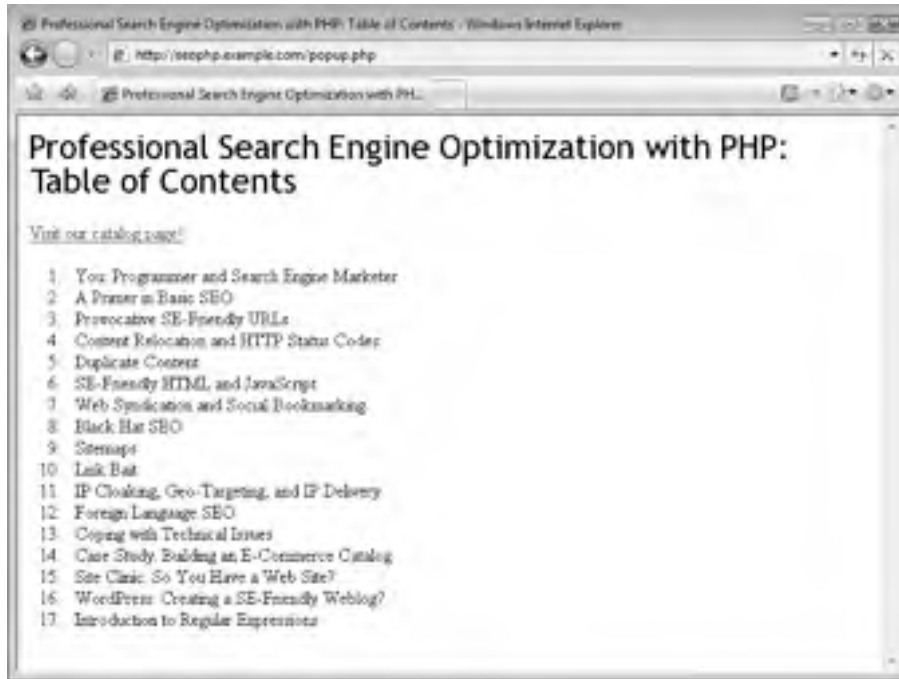 Professional Search Engine Optimization with PHP: Table of Contents - Windows Internet Explorer
http://seophp.example.com/popup.php
Professional Search Engine Optimization with PH...
Professional Search Engine Optimization with PHP:
Table of Contents
Visit our catalog page!
1. You: Programmer and Search Engine Marketer
2. A Primer in Basic SEO
3. Provocative SE-Friendly URLs
4. Content Relocation and HTTP Status Codes
5. Duplicate Content
6. SE-Friendly HTML and JavaScript
7. Web Syndication and Social Bookmarking
8. Black Hat SEO
9. Sitemaps
10. Link Bait
11. IP Cloaking, Geo-Targeting, and IP Delivery
12. Foreign Language SEO
13. Coping with Technical Issues
14. Case Study: Building an E-Commerce Catalog
15. Site Clinic: So You Have a Web Site?
16. WordPress: Creating a SE-Friendly Weblog?
17. Introduction to Regular Expressions